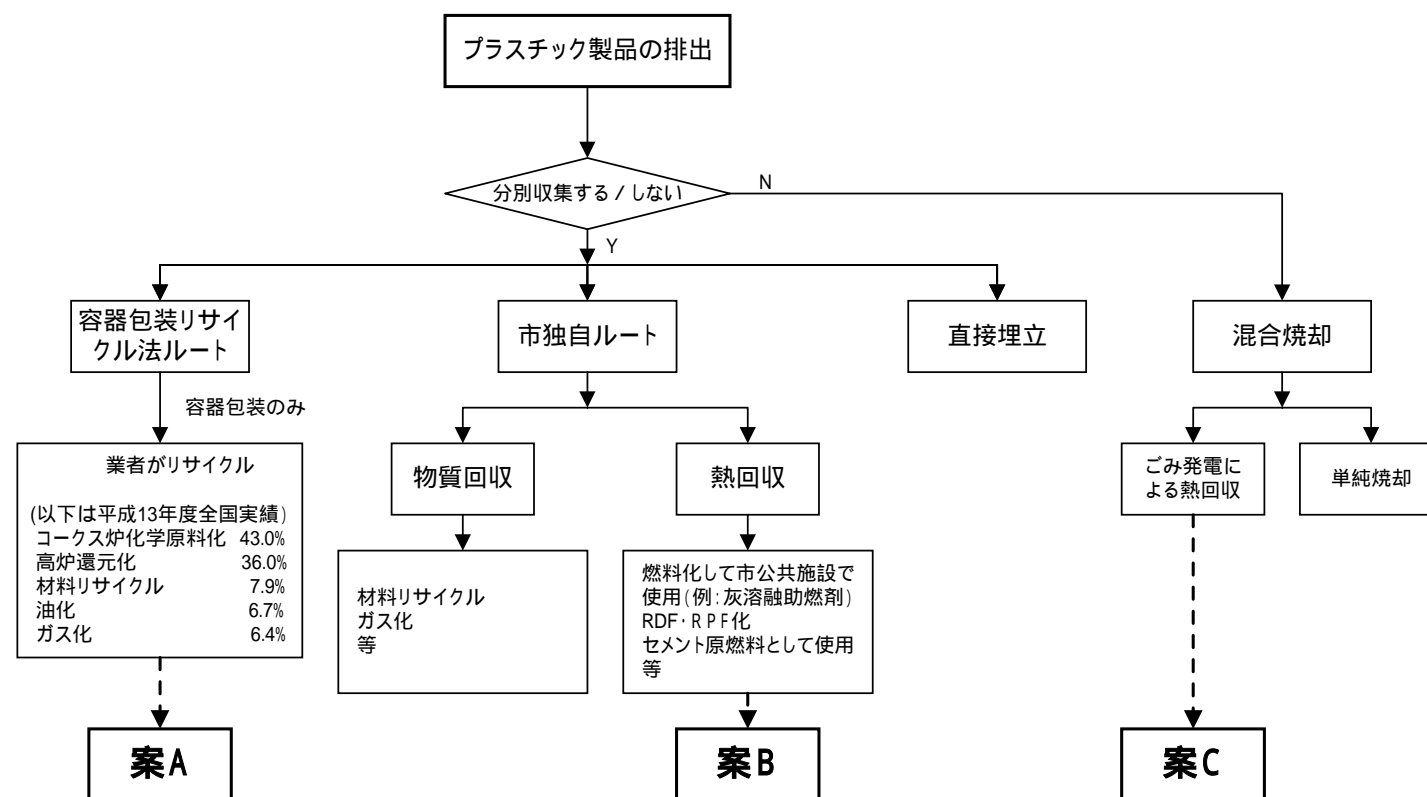 プラスチック製品の排出
分別収集する/しない
N
Y
容器包装リサイ
クル法ルート
市独自ルート
直接埋立
混合焼却
容器包装のみ
業者がリサイクル
(以下は平成13年度全国実績)
コークス炉化学原料化 43.0%
高炉還元化 36.0%
材料リサイクル 7.9%
油化 6.7%
ガス化 6.4%
物質回収
熱回収
ごみ発電に
よる熱回収
単純焼却
材料リサイクル
ガス化
等
燃料化して市公共施設で
使用(例:灰溶融助燃剤)
RDF・RPF化
セメント原燃料として使用
等
案A
案B
案C